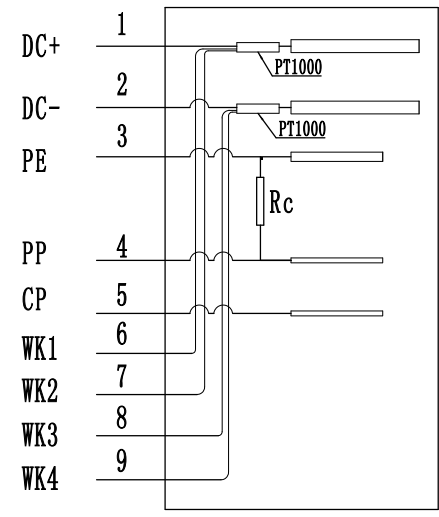 DC+ 1
PT1000
DC- 2
PT1000
PE 3
Rc
PP 4
CP 5
WK1 6
WK2 7
WK3 8
WK4 9